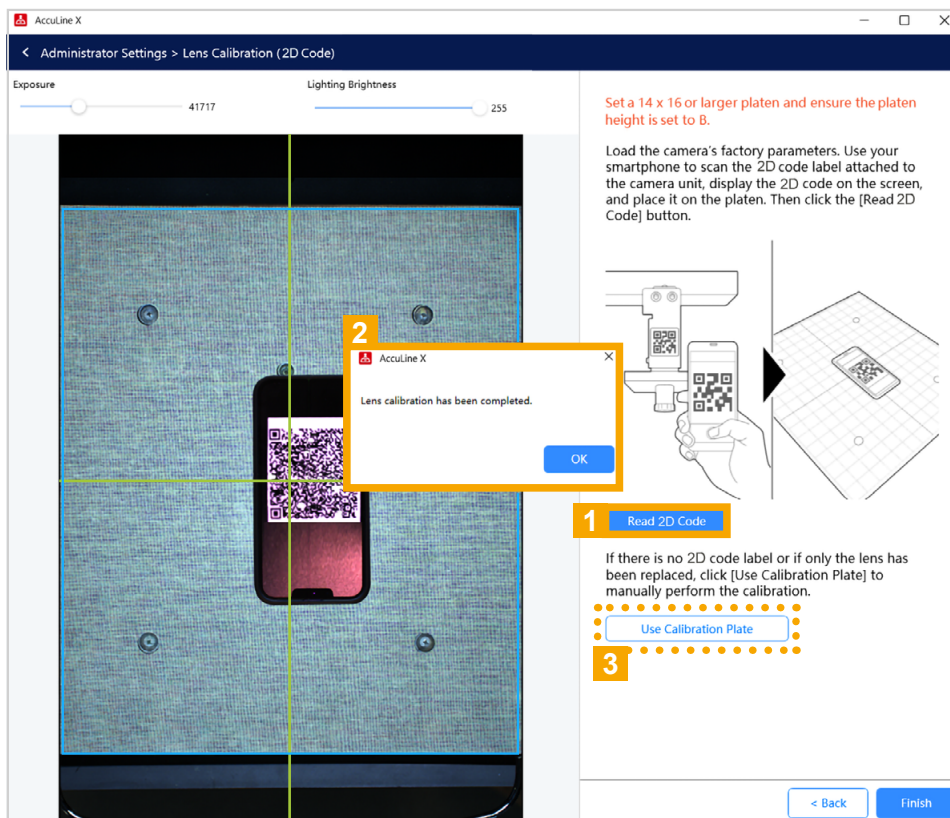 AccuLine X
Administrator Settings > Lens Calibration (2D Code)
Exposure
41717
Lighting Brightness
255
Set a 14 x 16 or larger platen and ensure the platen
height is set to B.
Load the camera's factory parameters. Use your
smartphone to scan the 2D code label attached to
the camera unit, display the 2D code on the screen,
and place it on the platen. Then click the [Read 2D
Code] button.
2
AccuLine X
Lens calibration has been completed.
OK
1
Read 2D Code
If there is no 2D code label or if only the lens has
been replaced, click [Use Calibration Plate] to
manually perform the calibration.
Use Calibration Plate
3
< Back
Finish